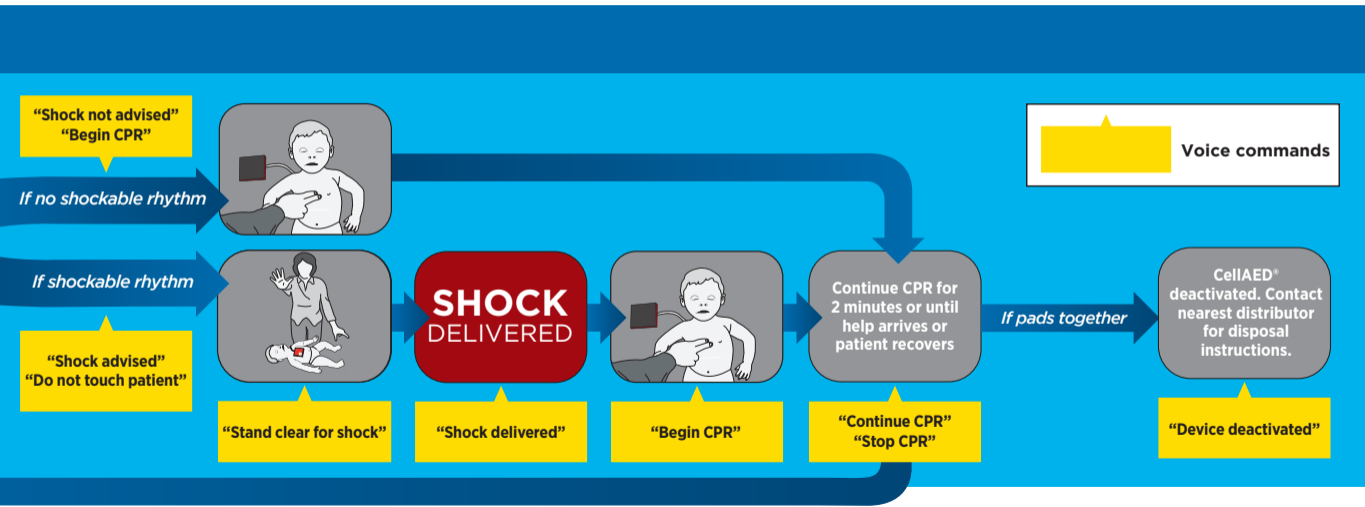 “Shock not advised”
“Begin CPR”
If no shockable rhythm
If shockable rhythm
“Shock advised”
“Do not touch patient”
“Stand clear for shock”
SHOCK
DELIVERED
“Shock delivered”
“Begin CPR”
Continue CPR for
2 minutes or until
help arrives or
patient recovers
“Continue CPR”
“Stop CPR”
If pads together
Voice commands
CellAED®
deactivated. Contact
nearest distributor
for disposal
instructions.
“Device deactivated”